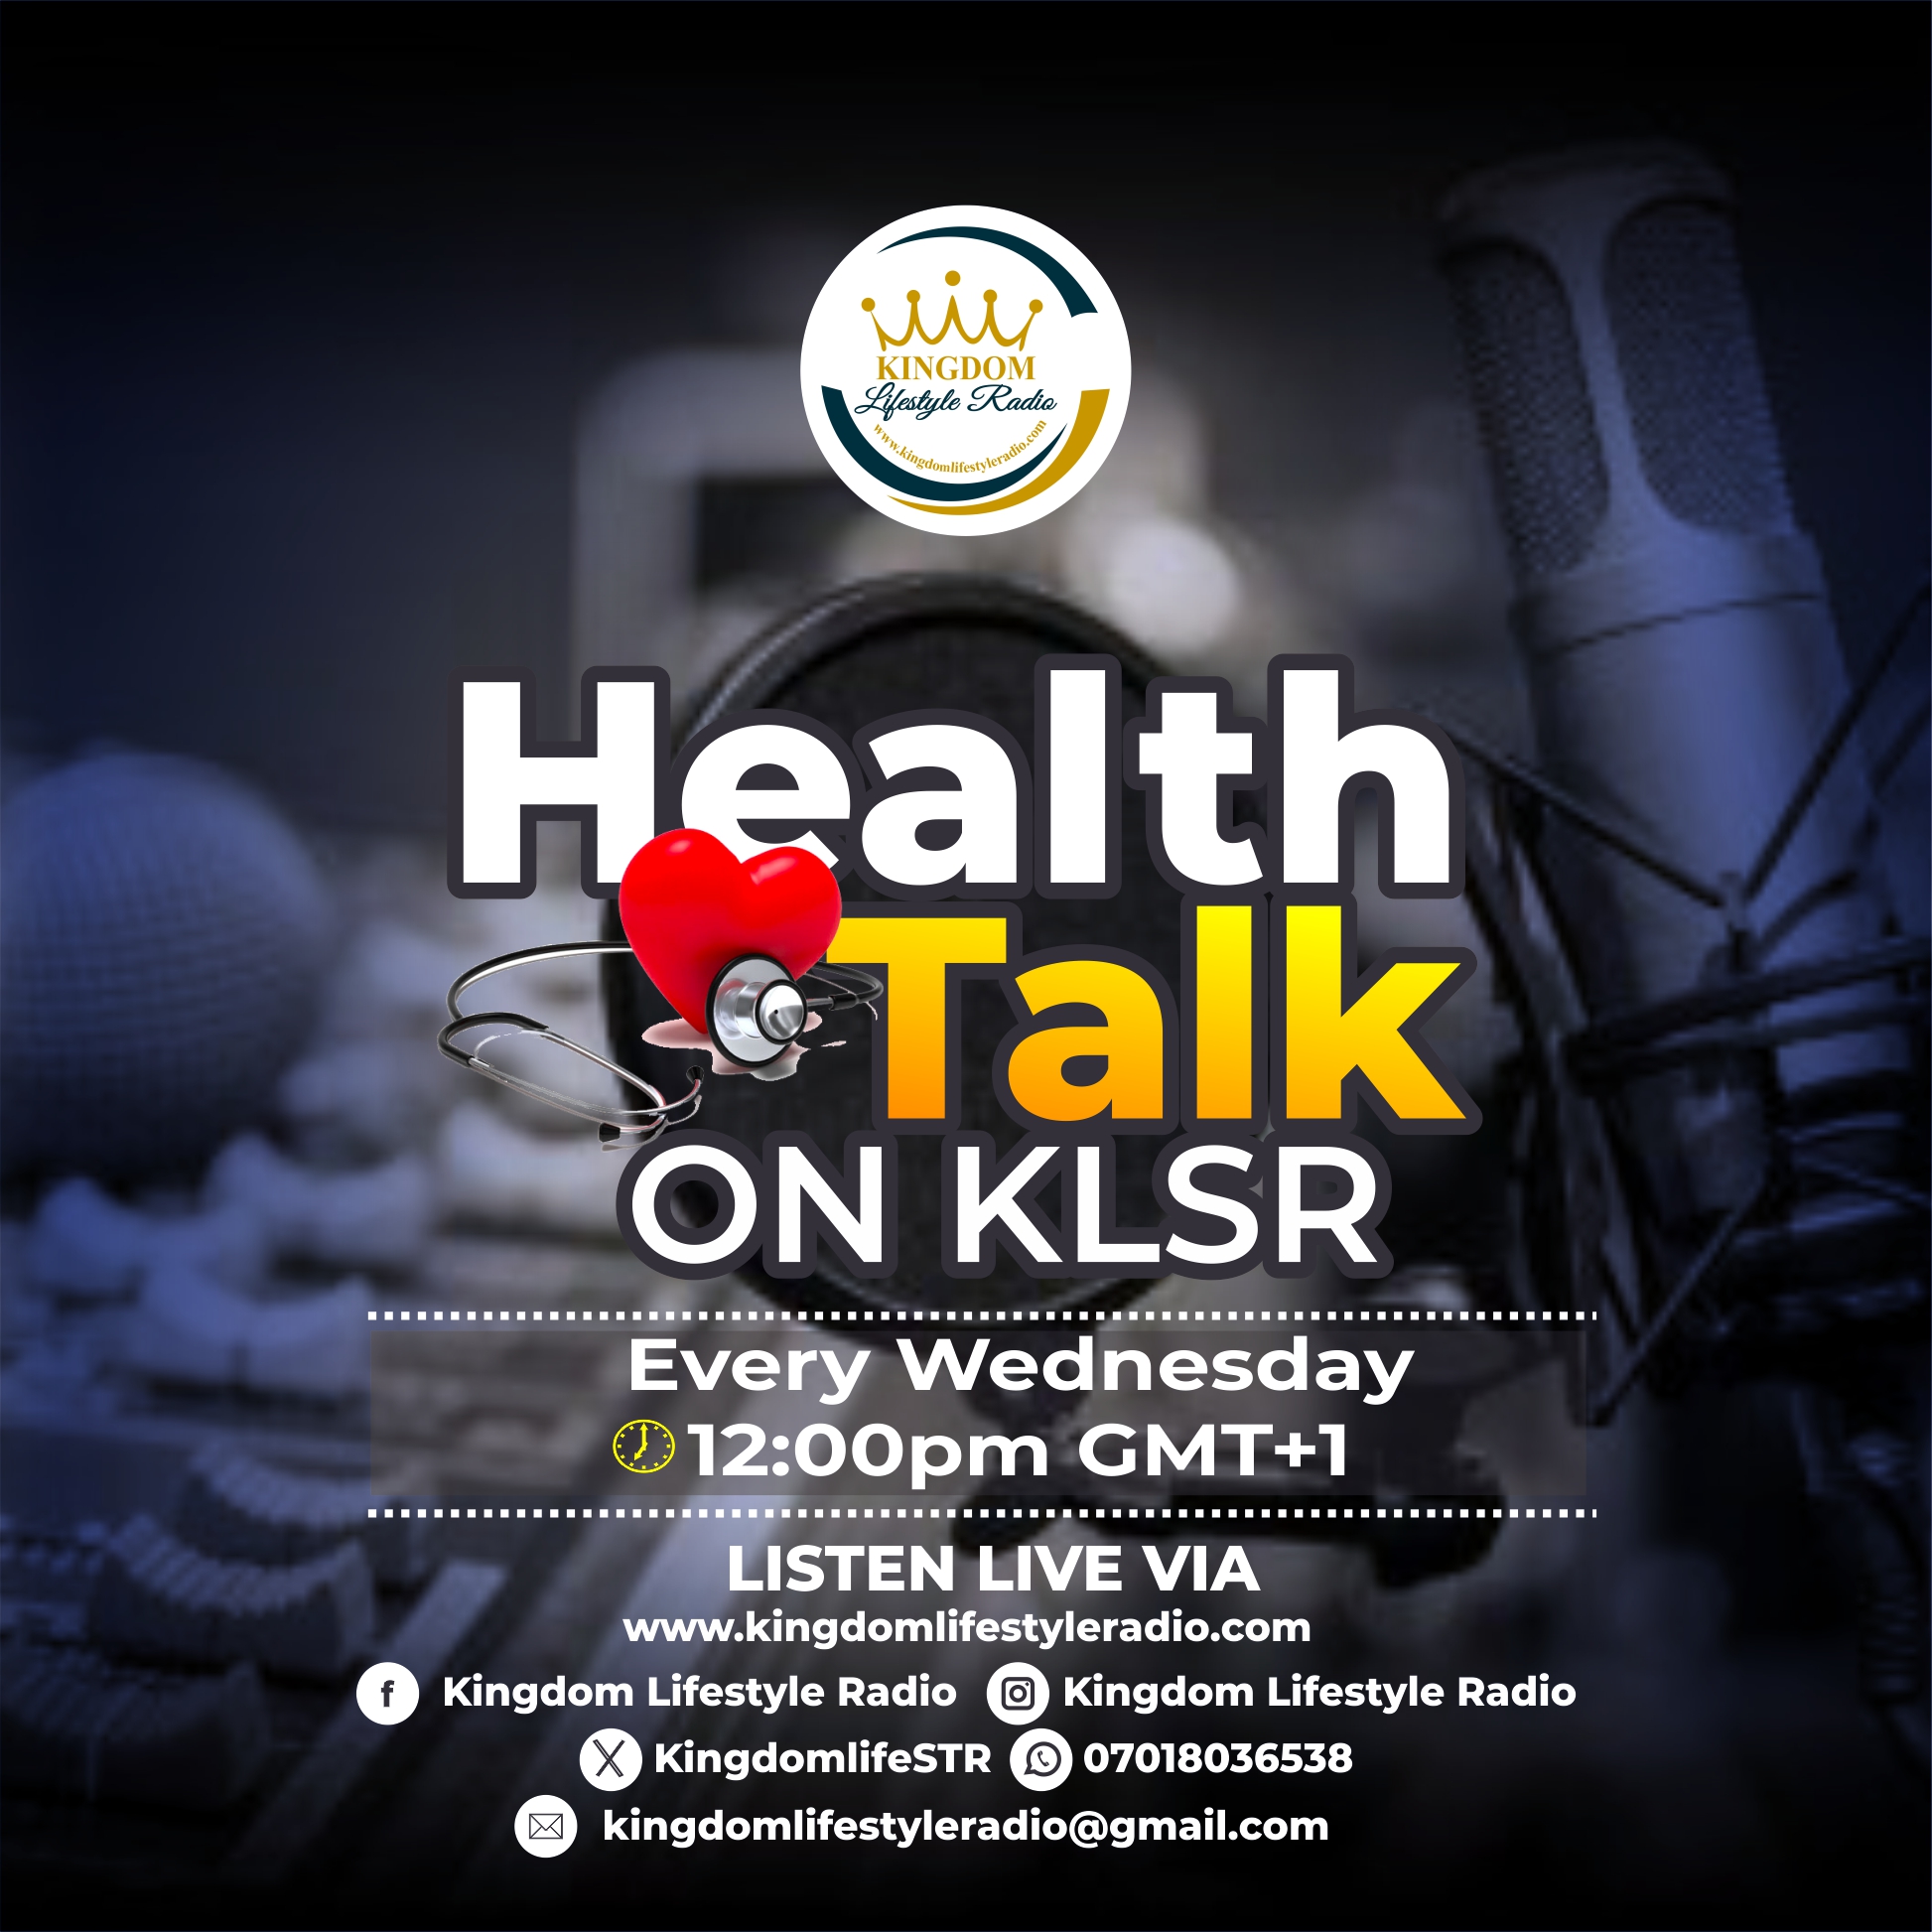 KINGDOM
Lifestyle Radio
www.kingdomlifestyleradio.com
Health
Talk
ON KLSR
Every Wednesday
12:00pm GMT+1
LISTEN LIVE VIA
www.kingdomlifestyleradio.com
Kingdom Lifestyle Radio Kingdom Lifestyle Radio
KingdomlifeSTR 07018036538
kingdomlifestyleradio@gmail.com